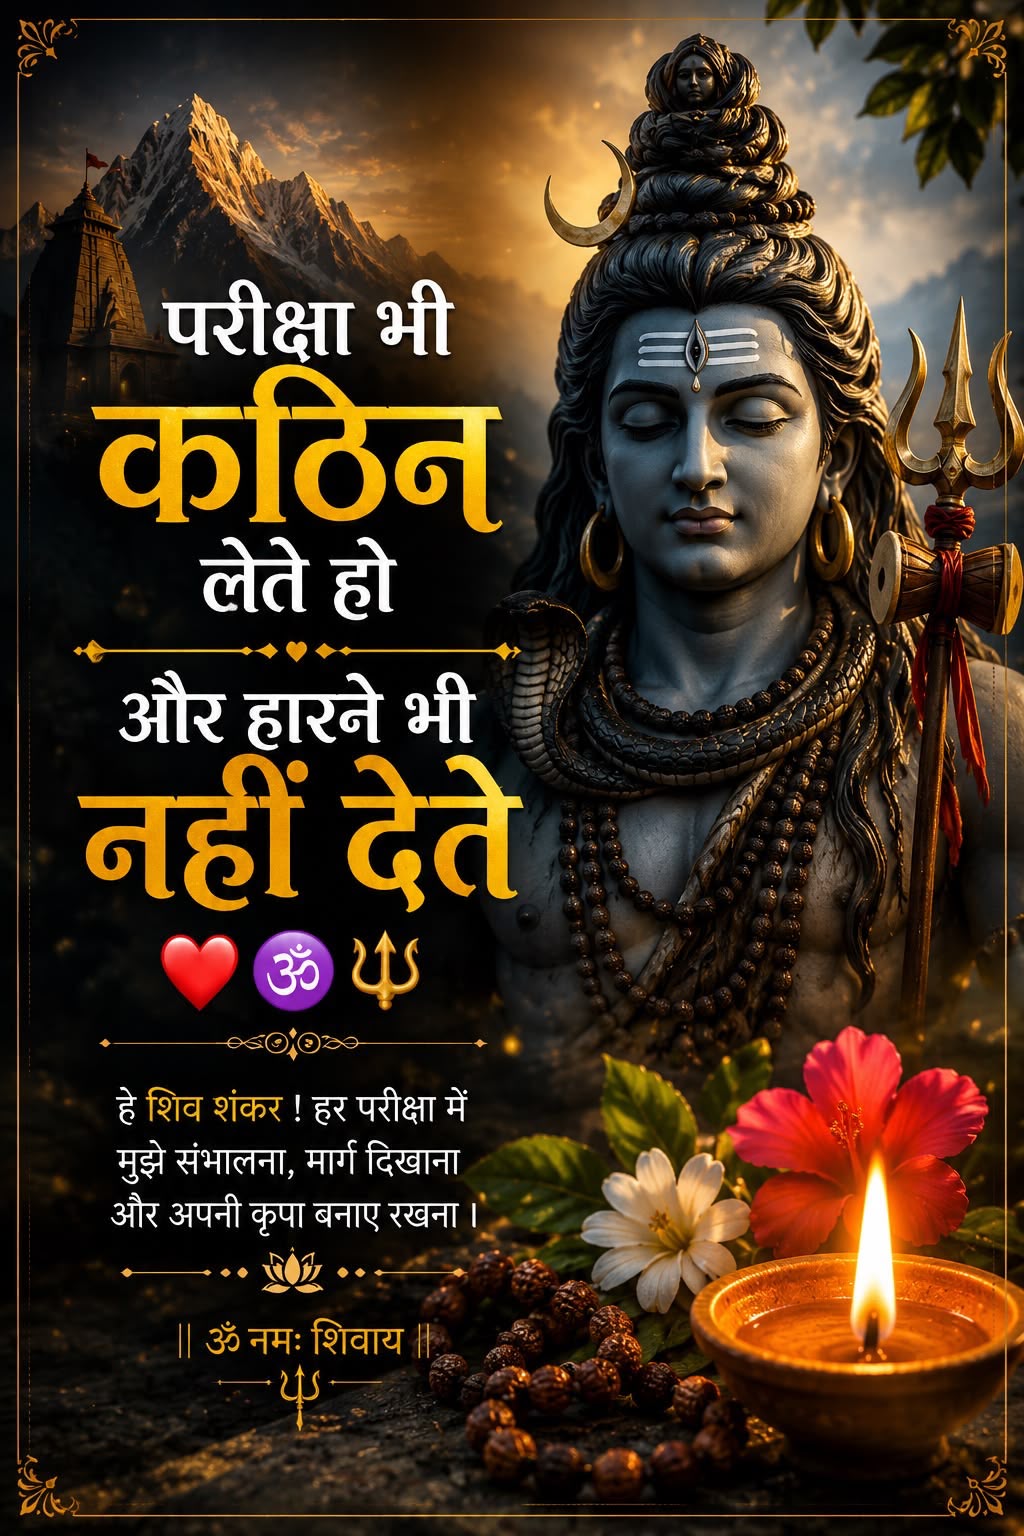 परीक्षा भी
कठिन
लेते हो
और हारने भी
नहीं देते
❤️🕉️🔱
हे शिव शंकर ! हर परीक्षा में
मुझे संभालना, मार्ग दिखाना
और अपनी कृपा बनाए रखना ।
|| ॐ नमः शिवाय ||